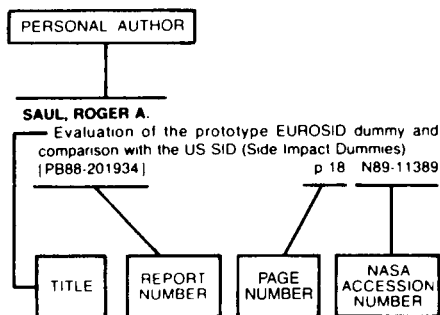 PERSONAL AUTHOR
SAUL, ROGER A.
Evaluation of the prototype EUROSID dummy and
comparison with the US SID (Side Impact Dummies)
[PB88-201934] p 18 N89-11389
TITLE
REPORT
NUMBER
PAGE
NUMBER
NASA
ACCESSION
NUMBER